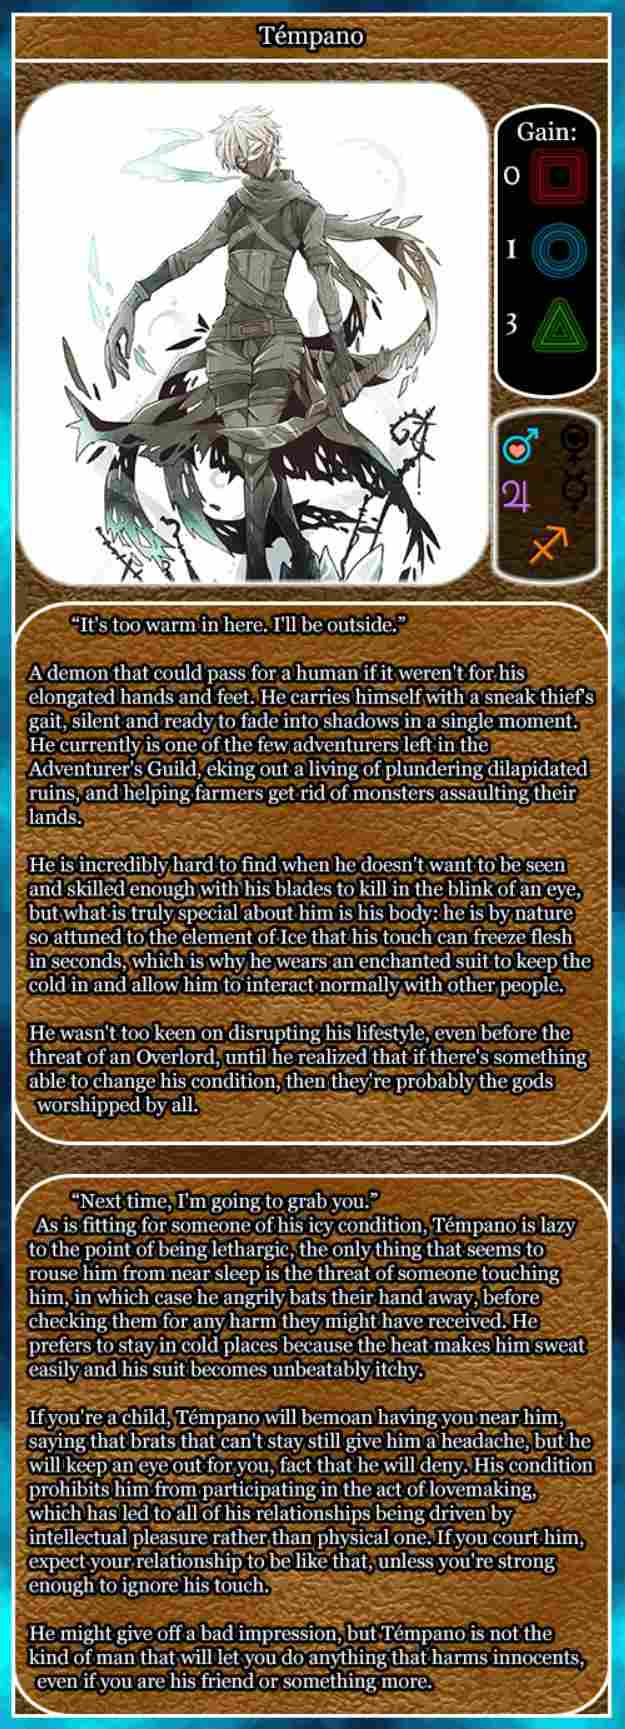 Témpano
Gain:
0
1
3
“It's too warm in here. I'll be outside.”
A demon that could pass for a human if it weren't for his
elongated hands and feet. He carries himself with a sneak thief's
gait, silent and ready to fade into shadows in a single moment.
He currently is one of the few adventurers left in the
Adventurer's Guild, eking out a living of plundering dilapidated
ruins, and helping farmers get rid of monsters assaulting their
lands.
He is incredibly hard to find when he doesn't want to be seen
and skilled enough with his blades to kill in the blink of an eye,
but what is truly special about him is his body: he is by nature
so attuned to the element of Ice that his touch can freeze flesh
in seconds, which is why he wears an enchanted suit to keep the
cold in and allow him to interact normally with other people.
He wasn't too keen on disrupting his lifestyle, even before the
threat of an Overlord, until he realized that if there's something
able to change his condition, then they're probably the gods
worshipped by all.
“Next time, I'm going to grab you.”
As is fitting for someone of his icy condition, Témpano is lazy
to the point of being lethargic, the only thing that seems to
rouse him from near sleep is the threat of someone touching
him, in which case he angrily bats their hand away, before
checking them for any harm they might have received. He
prefers to stay in cold places because the heat makes him sweat
easily and his suit becomes unbeatably itchy.
If you're a child, Témpano will bemoan having you near him,
saying that brats that can't stay still give him a headache, but he
will keep an eye out for you, fact that he will deny. His condition
prohibits him from participating in the act of lovemaking,
which has led to all of his relationships being driven by
intellectual pleasure rather than physical one. If you court him,
expect your relationship to be like that, unless you're strong
enough to ignore his touch.
He might give off a bad impression, but Témpano is not the
kind of man that will let you do anything that harms innocents,
even if you are his friend or something more.